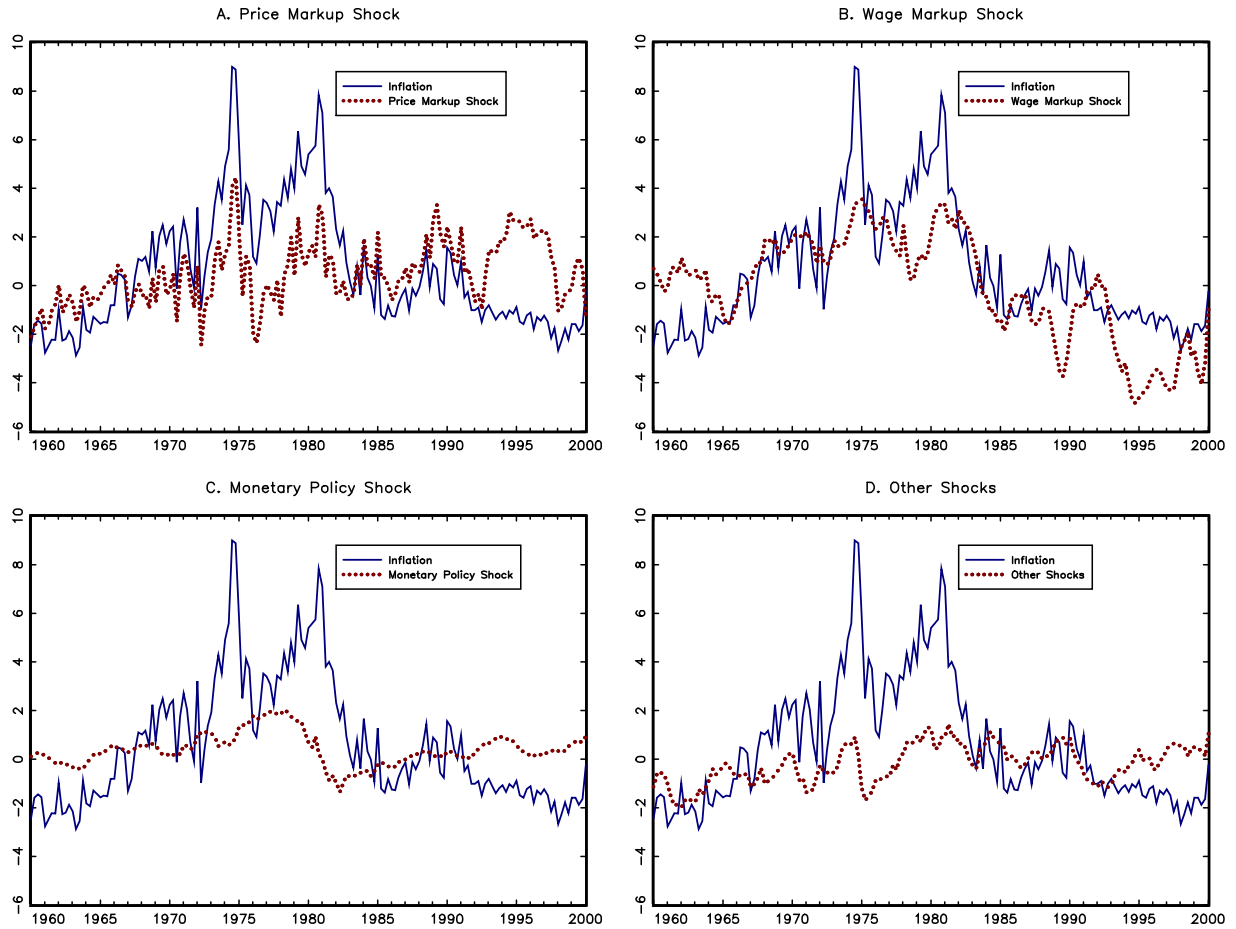 A. Price Markup Shock
10
8
6
4
2
0
−2
−4
−6
Inflation
Price Markup Shock
1960 1965 1970 1975 1980 1985 1990 1995 2000
B. Wage Markup Shock
10
8
6
4
2
0
−2
−4
−6
Inflation
Wage Markup Shock
1960 1965 1970 1975 1980 1985 1990 1995 2000
C. Monetary Policy Shock
10
8
6
4
2
0
−2
−4
−6
Inflation
Monetary Policy Shock
1960 1965 1970 1975 1980 1985 1990 1995 2000
D. Other Shocks
10
8
6
4
2
0
−2
−4
−6
Inflation
Other Shocks
1960 1965 1970 1975 1980 1985 1990 1995 2000